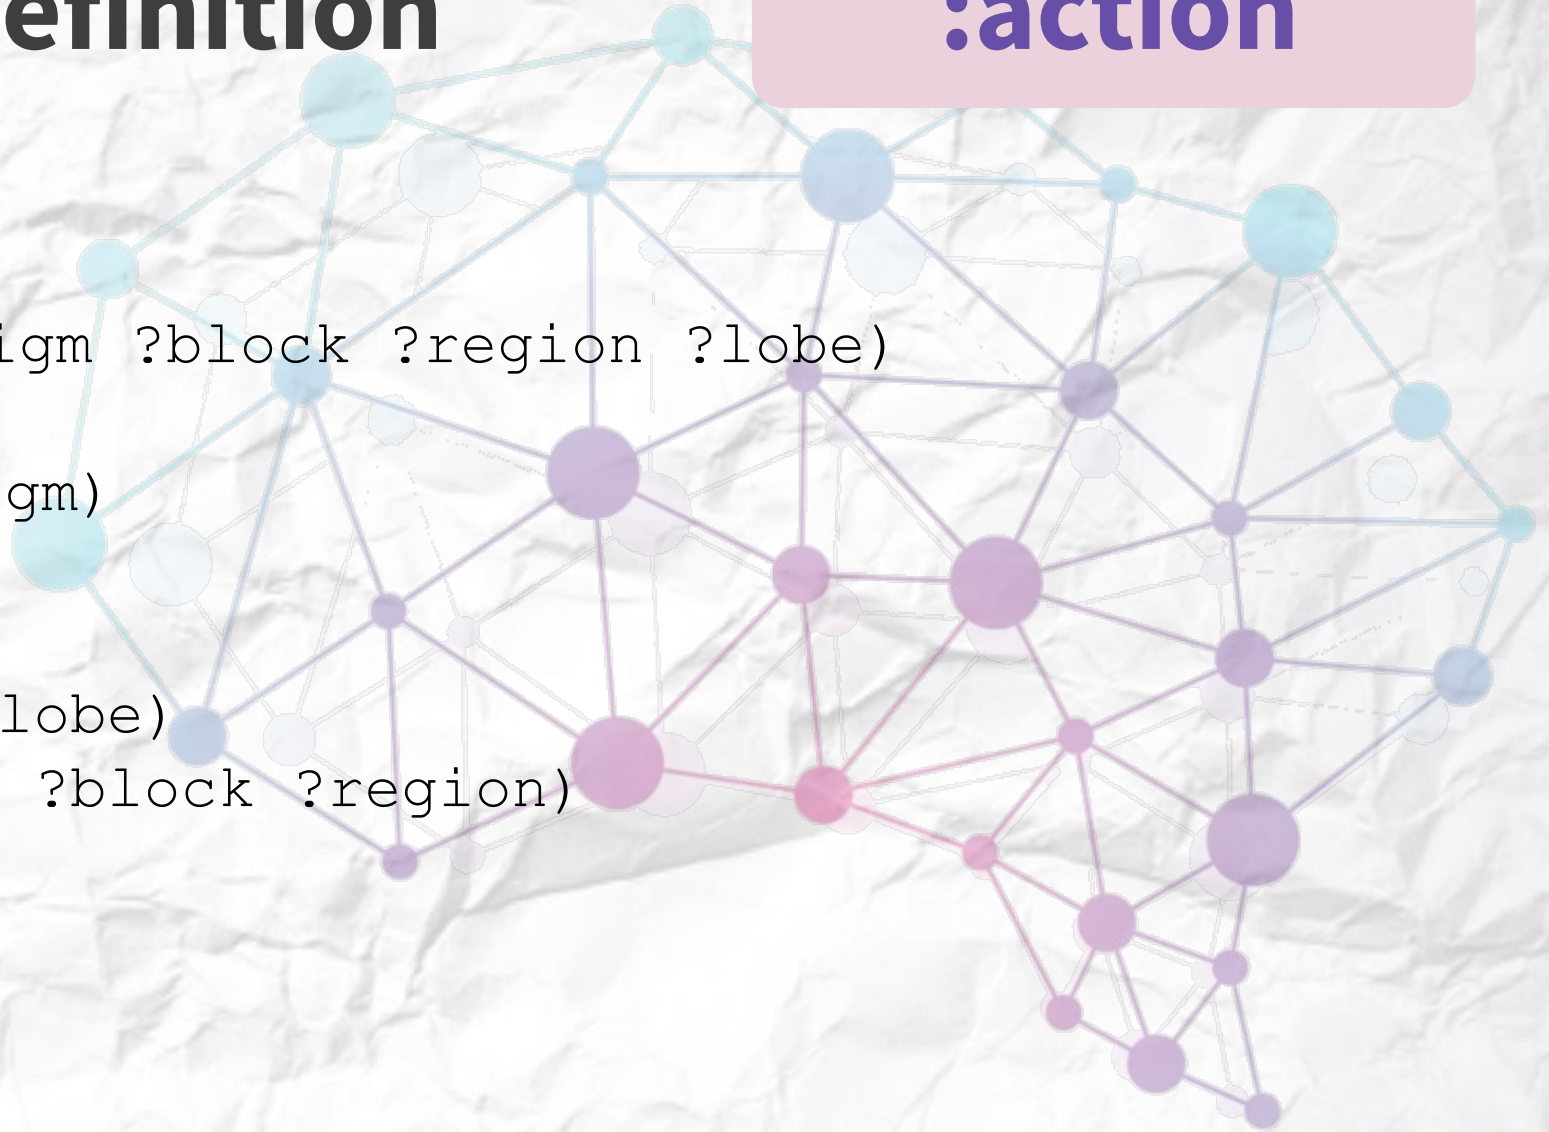 efinition
:action
igm ?block ?region ?lobe)
gm)
lobe)
?block ?region)